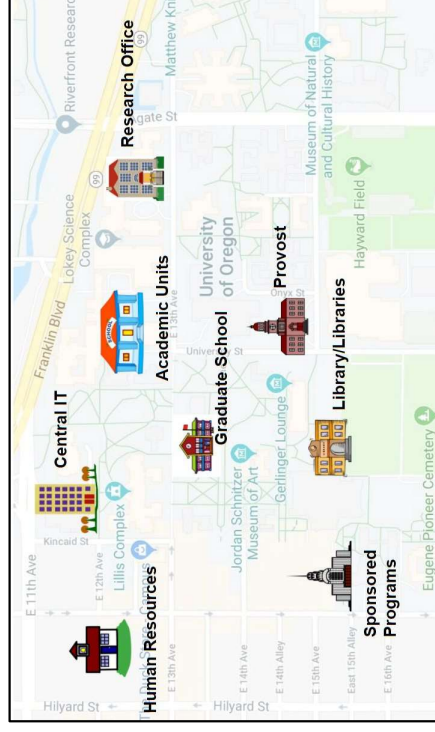 Riverfront Researc
99
Matthew Kn
Research Office
gate St
Museum of Natural
and Cultural History
Franklin Blvd
Lokey Science
Complex
99
SCHOOL
Academic Units
E 13th Ave
University
of Oregon
Hayward Field
Central IT
University St
Graduate School
Onyx St
Provost
Library/Libraries
E 11th Ave
Kincaid St
E 12th Ave
Lillis Complex
Jordan Schnitzer
Museum of Art
Gerlinger Lounge
Eugene Pioneer Cemetery
Human Resources
E 13th Ave
E 14th Ave
E 14th Alley
E 15th Ave
East 15th Alley
E 16th Ave
Sponsored
Programs
Hilyard St
Hilyard St